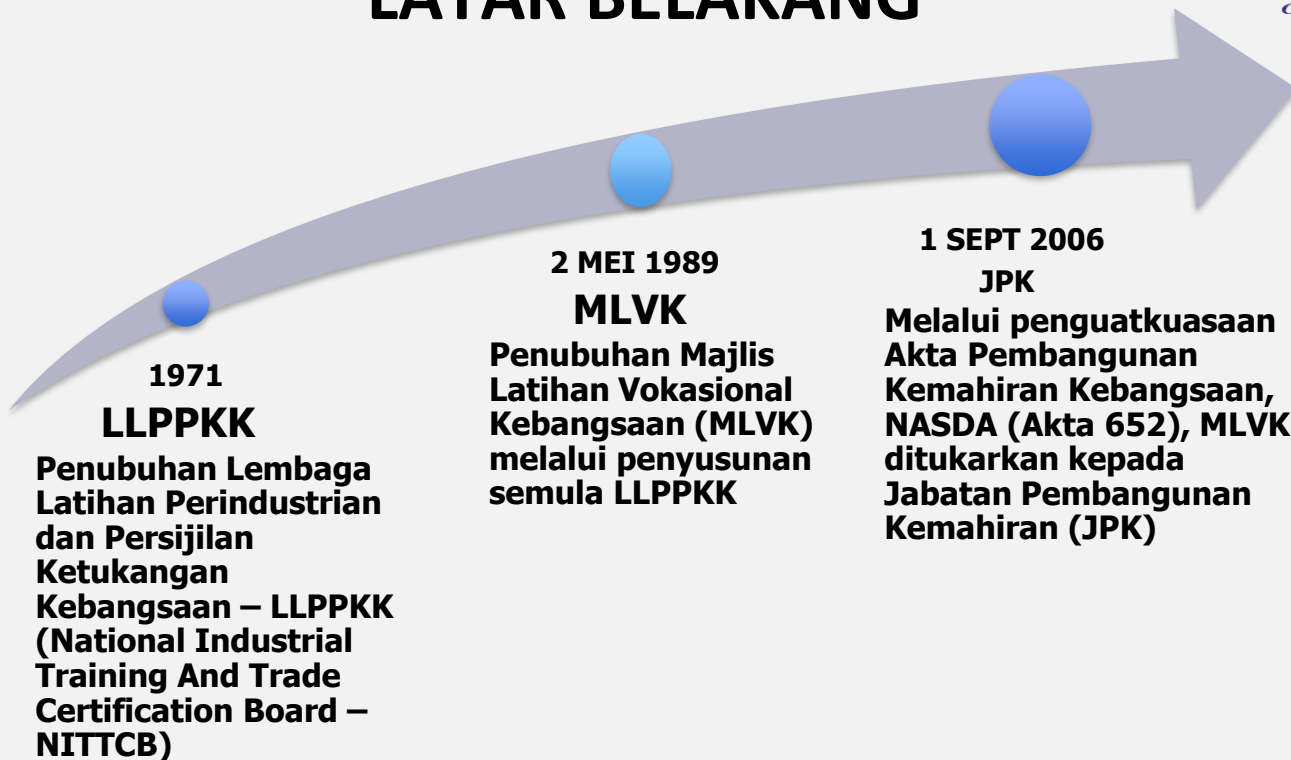 LATAR BELAKANG
1971
LLPPKK
Penubuhan Lembaga
Latihan Perindustrian
dan Persijilan
Ketukangan
Kebangsaan – LLPPKK
(National Industrial
Training And Trade
Certification Board –
NITTCB)
2 MEI 1989
MLVK
Penubuhan Majlis
Latihan Vokasional
Kebangsaan (MLVK)
melalui penyusunan
semula LLPPKK
1 SEPT 2006
JPK
Melalui penguatkuasaan
Akta Pembangunan
Kemahiran Kebangsaan,
NASDA (Akta 652), MLVK
ditukarkan kepada
Jabatan Pembangunan
Kemahiran (JPK)